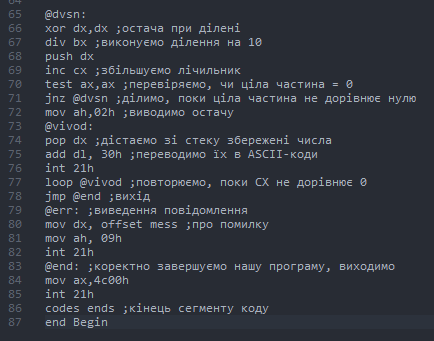 65 @dvsn:
66 xor dx,dx ;остача при ділені
67 div bx ;виконуємо ділення на 10
68 push dx
69 inc cx ;збільшуємо лічильник
70 test ax,ax ;перевіряємо, чи ціла частина = 0
71 jnz @dvsn ;ділимо, поки ціла частина не дорівнює нулю
72 mov ah,02h ;виводимо остачу
73 @vivod:
74 pop dx ;дістаємо зі стеку збережені числа
75 add dl, 30h ;переводимо їх в ASCII-коди
76 int 21h
77 loop @vivod ;повторюємо, поки CX не дорівнює 0
78 jmp @end ;вихід
79 @err: ;виведення повідомлення
80 mov dx, offset mess ;про помилку
81 mov ah, 09h
82 int 21h
83 @end: ;коректно завершуємо нашу програму, виходимо
84 mov ax,4c00h
85 int 21h
86 codes ends ;кінець сегменту коду
87 end Begin